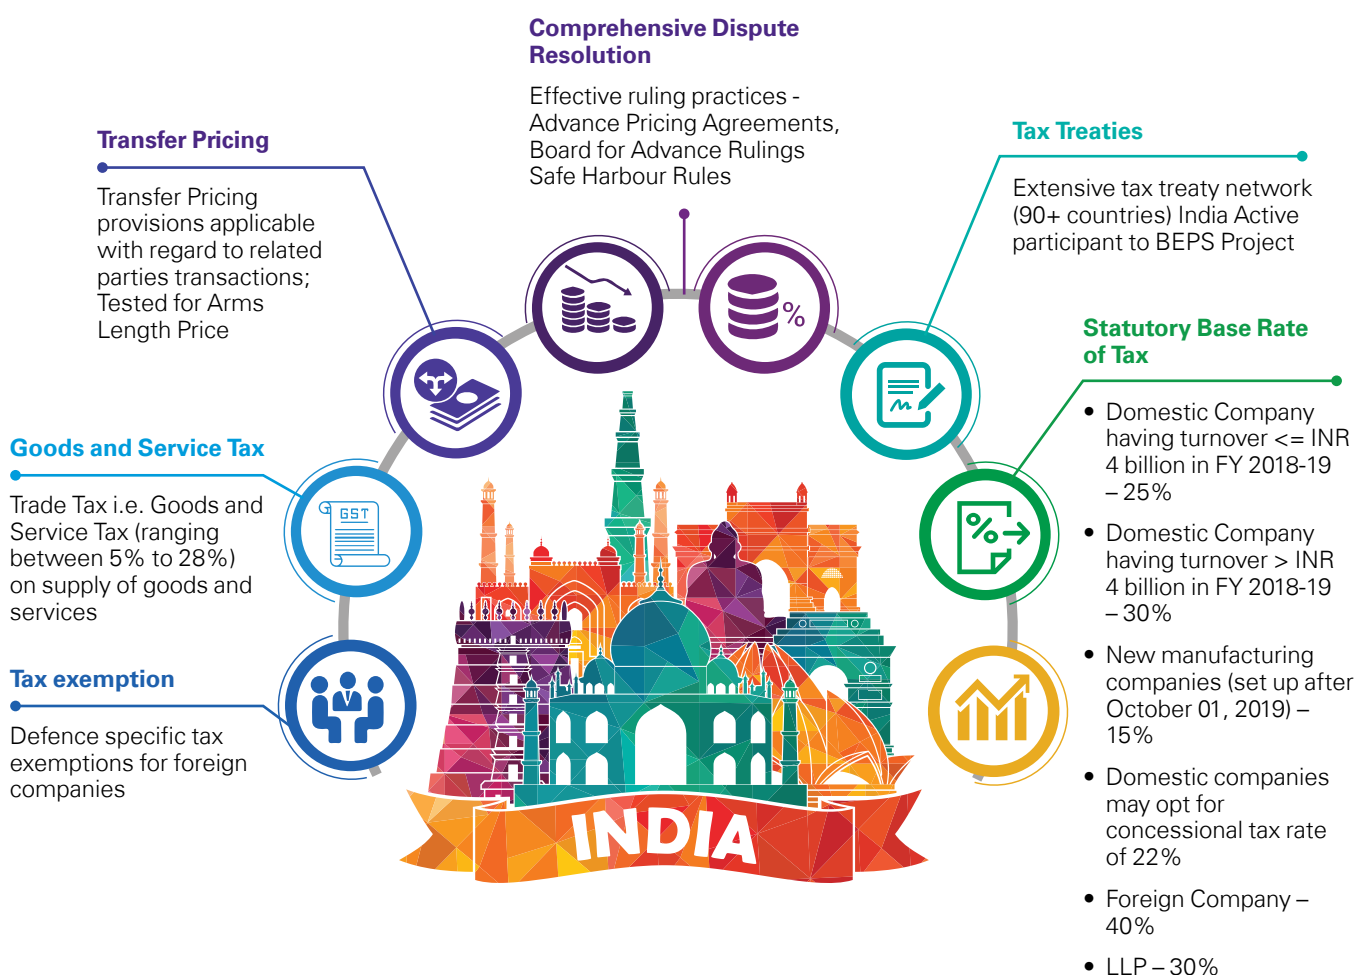 Comprehensive Dispute
Resolution
Effective ruling practices -
Advance Pricing Agreements,
Board for Advance Rulings
Safe Harbour Rules
Transfer Pricing
Transfer Pricing
provisions applicable
with regard to related
parties transactions;
Tested for Arms
Length Price
Tax Treaties
Extensive tax treaty network
(90+ countries) India Active
participant to BEPS Project
Goods and Service Tax
Trade Tax i.e. Goods and
Service Tax (ranging
between 5% to 28%)
on supply of goods and
services
GST
%
%
Statutory Base Rate
of Tax
• Domestic Company
having turnover <= INR
4 billion in FY 2018-19
– 25%
• Domestic Company
having turnover > INR
4 billion in FY 2018-19
– 30%
• New manufacturing
companies (set up after
October 01, 2019) –
15%
• Domestic companies
may opt for
concessional tax rate
of 22%
• Foreign Company –
40%
• LLP – 30%
Tax exemption
Defence specific tax
exemptions for foreign
companies
INDIA